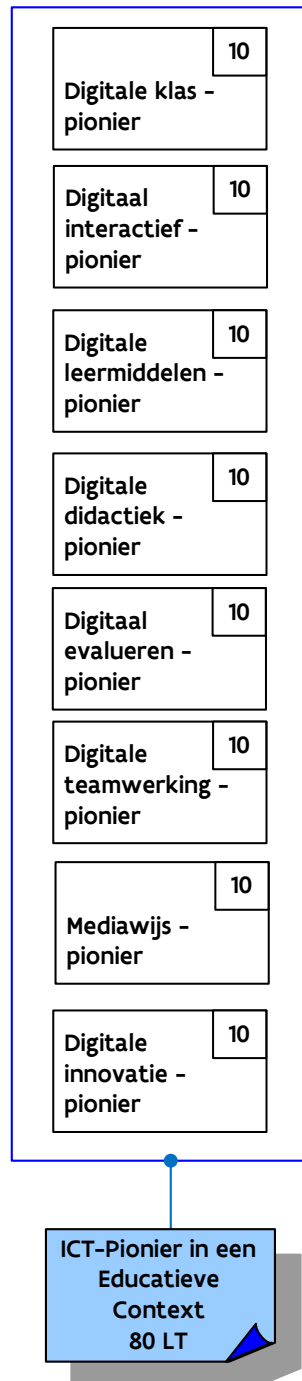 10
Digitale klas -
pionier
10
Digitaal
interactief -
pionier
10
Digitale
leermiddelen -
pionier
10
Digitale
didactiek -
pionier
10
Digitaal
evalueren -
pionier
10
Digitale
teamwerking -
pionier
10
Mediawijs -
pionier
10
Digitale
innovatie -
pionier
ICT-Pionier in een
Educatieve
Context
80 LT